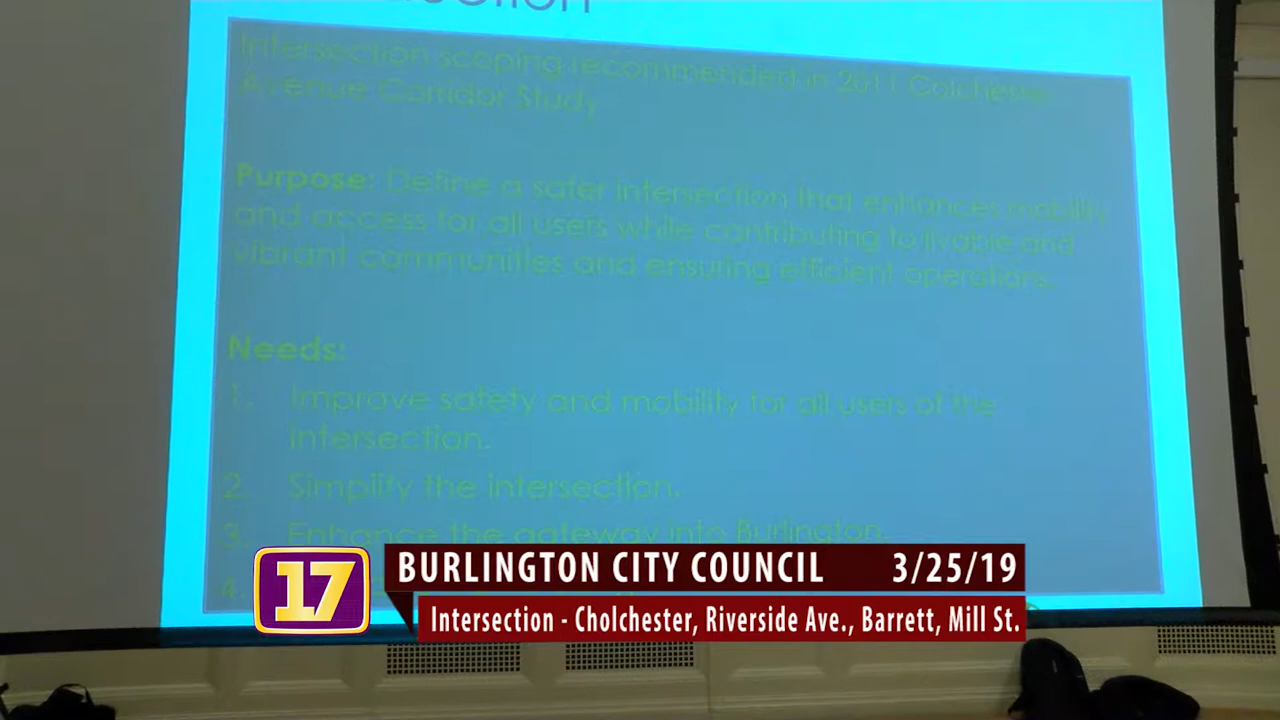 Intersection scoping recommended in 2011 Colchester
Avenue Corridor Study
Purpose: Define a safer intersection that enhances mobility
and access for all users while contributing to livable and
vibrant communities and ensuring efficient operations.
Needs:
1. Improve safety and mobility for all users of the
intersection.
2. Simplify the intersection.
3. Enhance the gateway into Burlington.
4.
17
BURLINGTON CITY COUNCIL 3/25/19
Intersection - Cholchester, Riverside Ave., Barrett, Mill St.